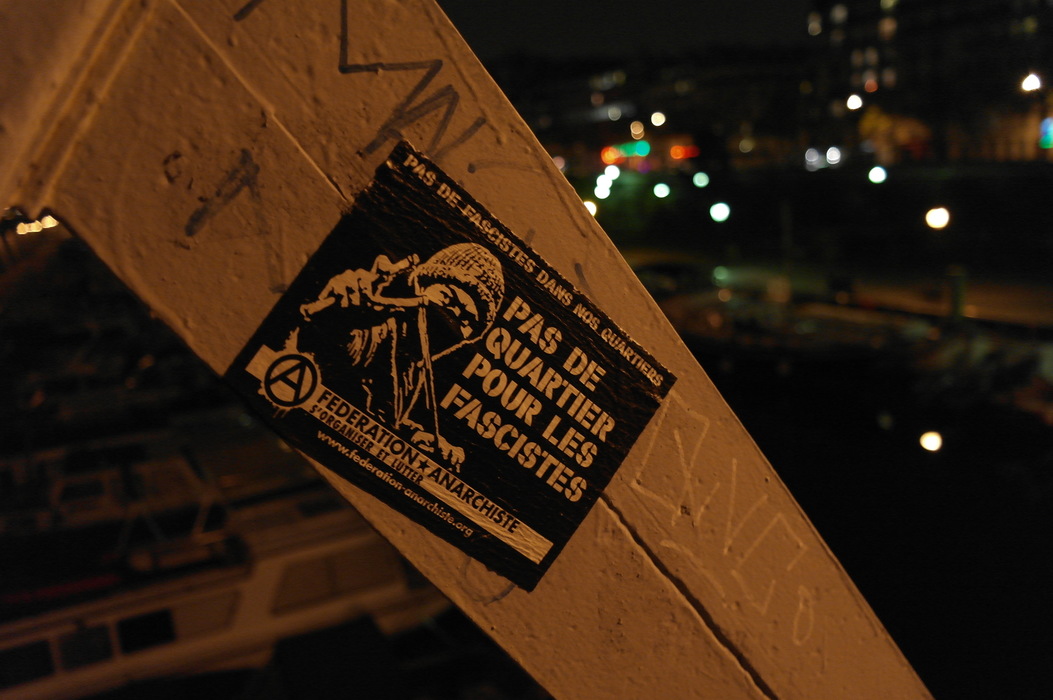 PAS DE FASCISTES DANS NOS QUARTIERS
PAS DE
QUARTIER
POUR LES
FASCISTES
A
FEDERATION★ANARCHISTE
S'ORGANISER ET LUTTER
www.federation-anarchiste.org